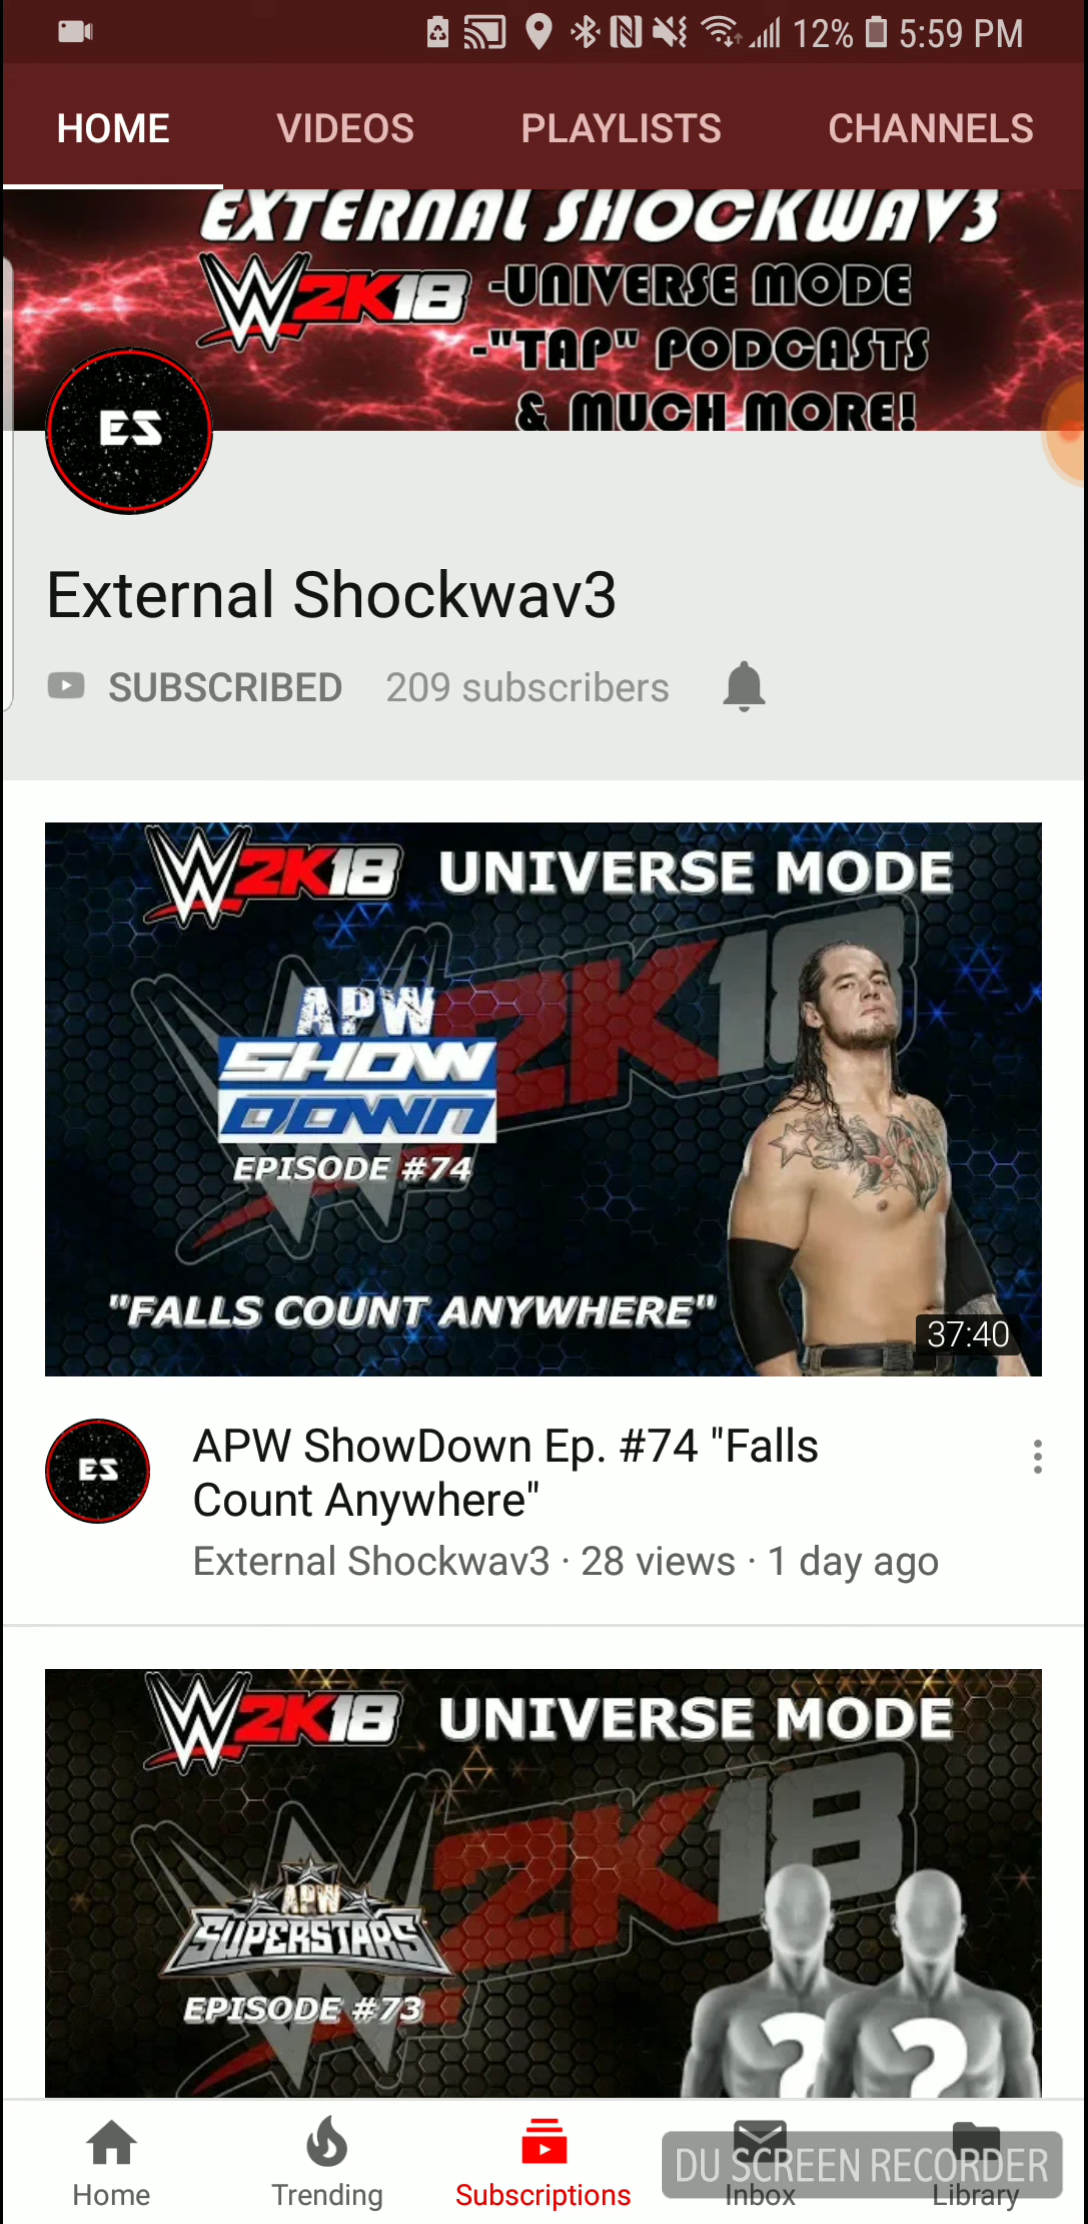 12% 5:59 PM
HOME VIDEOS PLAYLISTS CHANNELS
EXTERNAL SHOCKWAV3
W2K18 -UNIVERSE MODE
-"TAP" PODCASTS
& MUCH MORE!
ES
External Shockwav3
SUBSCRIBED 209 subscribers
W2K18 UNIVERSE MODE
2K18
APW
SHOW
DOWN
EPISODE #74
"FALLS COUNT ANYWHERE"
37:40
ES
APW ShowDown Ep. #74 "Falls
Count Anywhere"
External Shockwav3 · 28 views · 1 day ago
W2K18 UNIVERSE MODE
2K18
APW
SUPERSTARS
EPISODE #73
? ?
DU SCREEN RECORDER
Home Trending Subscriptions Inbox Library